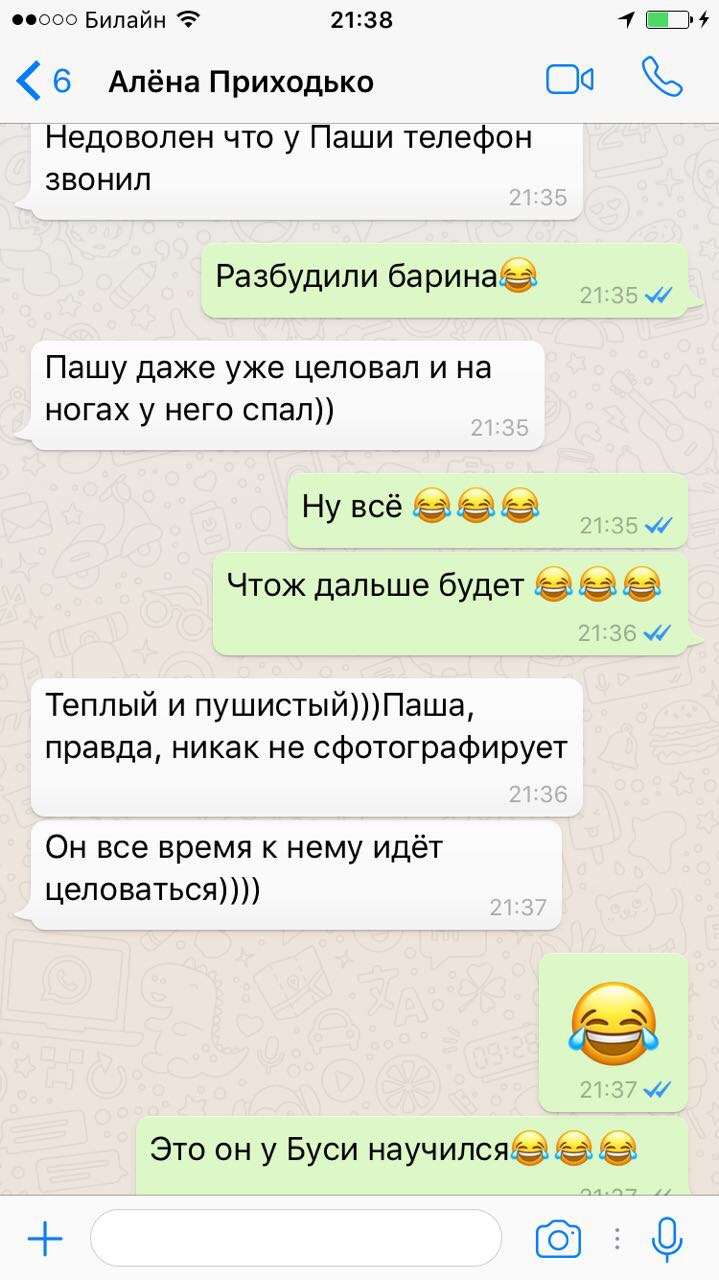 Билайн 21:38
6 Алёна Приходько
Недоволен что у Паши телефон
звонил
21:35
Разбудили барина😂
21:35
Пашу даже уже целовал и на
ногах у него спал))
21:35
Ну всё 😂😂😂
21:35
Чтож дальше будет 😂😂😂
21:36
Теплый и пушистый)))Паша,
правда, никак не сфотографирует
21:36
Он все время к нему идёт
целоваться))))
21:37
😂
21:37
Это он у Буси научился😂😂😂
21:37